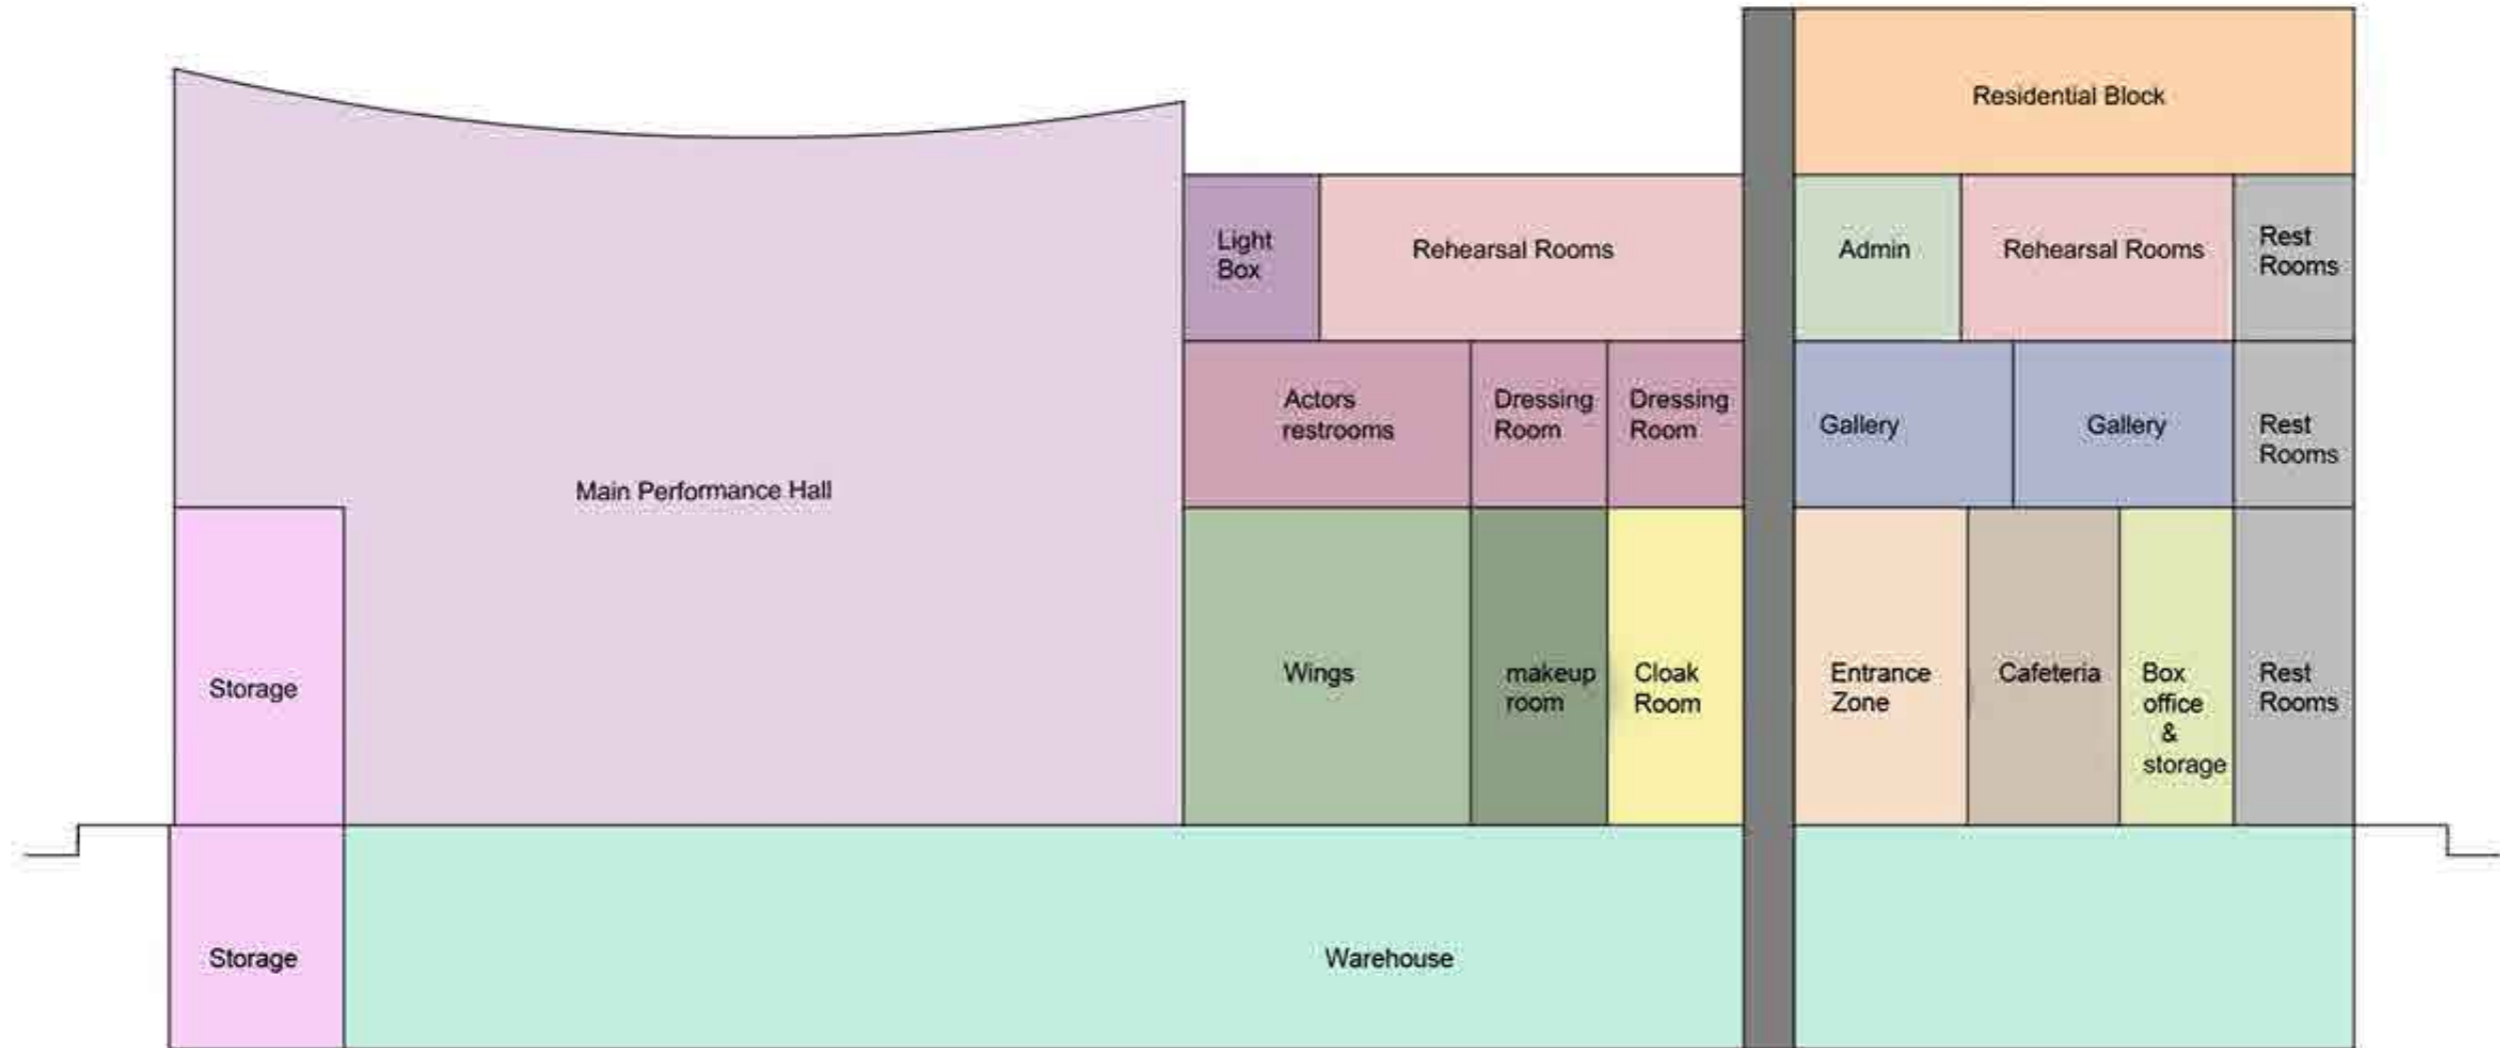 Residential Block
Light
Box
Rehearsal Rooms
Admin
Rehearsal Rooms
Rest
Rooms
Actors
restrooms
Dressing
Room
Dressing
Room
Gallery
Gallery
Rest
Rooms
Main Performance Hall
Storage
Wings
makeup
room
Cloak
Room
Entrance
Zone
Cafeteria
Box
office
&
storage
Rest
Rooms
Storage
Warehouse